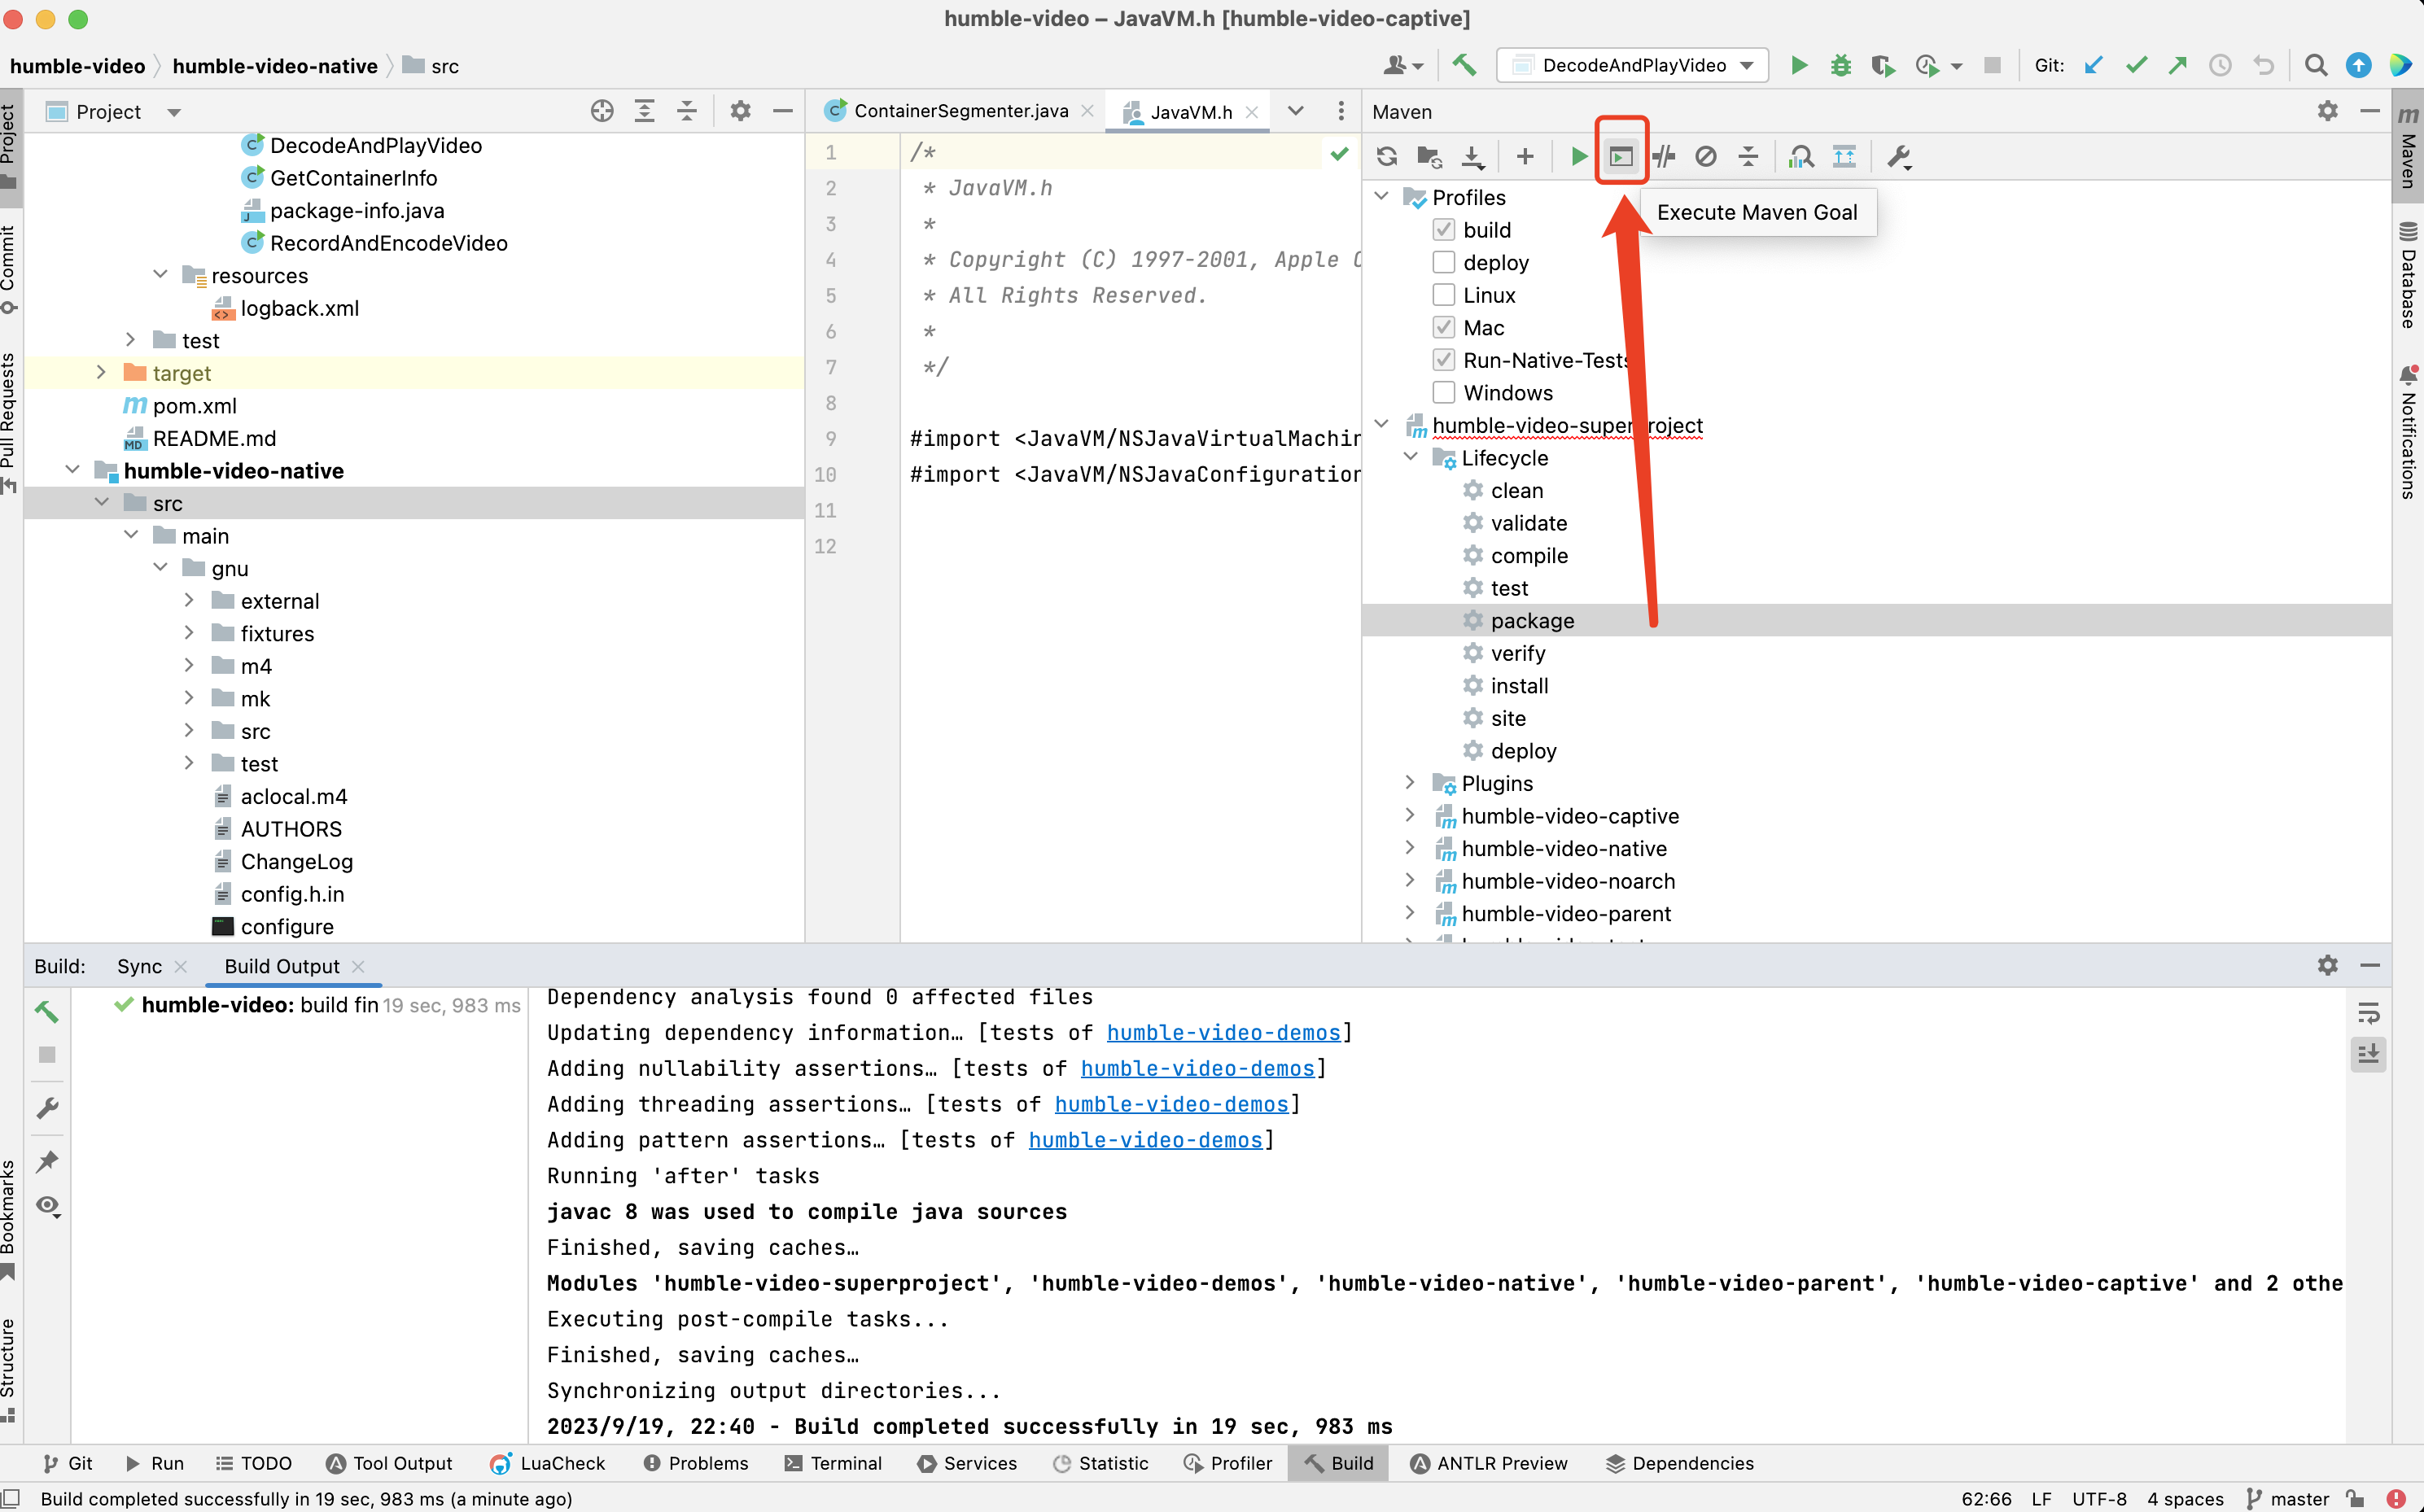 humble-video – JavaVM.h [humble-video-captive]
humble-video
humble-video-native
src
DecodeAndPlayVideo
Git:
Project
Commit
Pull Requests
Bookmarks
Structure
Project
DecodeAndPlayVideo
GetContainerInfo
package-info.java
RecordAndEncodeVideo
resources
logback.xml
test
target
pom.xml
README.md
humble-video-native
src
main
gnu
external
fixtures
m4
mk
src
test
aclocal.m4
AUTHORS
ChangeLog
config.h.in
configure
ContainerSegmenter.java
JavaVM.h
1 /*
2 * JavaVM.h
3 *
4 * Copyright (C) 1997-2001, Apple
5 * All Rights Reserved.
6 *
7 */
8
9 #import <JavaVM/NSJavaVirtualMachin
10 #import <JavaVM/NSJavaConfiguration
11
12
Maven
Execute Maven Goal
Profiles
build
deploy
Linux
Mac
Run-Native-Tests
Windows
humble-video-superproject
Lifecycle
clean
validate
compile
test
package
verify
install
site
deploy
Plugins
humble-video-captive
humble-video-native
humble-video-noarch
humble-video-parent
Maven
Database
Notifications
Build:
Sync
Build Output
humble-video: build fin 19 sec, 983 ms
Dependency analysis found 0 affected files
Updating dependency information… [tests of humble-video-demos]
Adding nullability assertions… [tests of humble-video-demos]
Adding threading assertions… [tests of humble-video-demos]
Adding pattern assertions… [tests of humble-video-demos]
Running 'after' tasks
javac 8 was used to compile java sources
Finished, saving caches…
Modules 'humble-video-superproject', 'humble-video-demos', 'humble-video-native', 'humble-video-parent', 'humble-video-captive' and 2 othe
Executing post-compile tasks...
Finished, saving caches…
Synchronizing output directories...
2023/9/19, 22:40 - Build completed successfully in 19 sec, 983 ms
Git
Run
TODO
Tool Output
LuaCheck
Problems
Terminal
Services
Statistic
Profiler
Build
ANTLR Preview
Dependencies
Build completed successfully in 19 sec, 983 ms (a minute ago)
62:66
LF
UTF-8
4 spaces
master